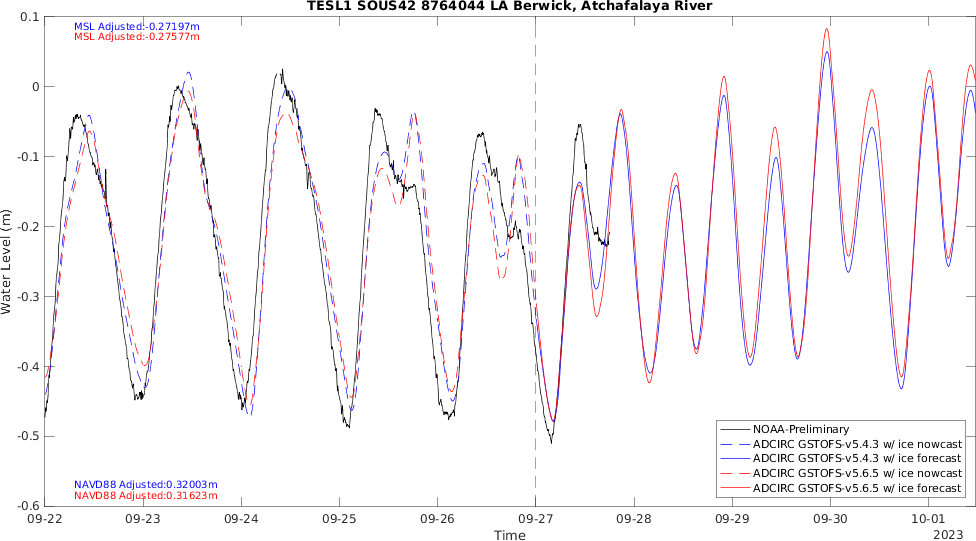 TESL1 SOUS42 8764044 LA Berwick, Atchafalaya River
MSL Adjusted:-0.27197m
MSL Adjusted:-0.27577m
0.1
0
-0.1
-0.2
-0.3
-0.4
-0.5
-0.6
Water Level (m)
NAVD88 Adjusted:0.32003m
NAVD88 Adjusted:0.31623m
NOAA-Preliminary
ADCIRC GSTOFS-v5.4.3 w/ ice nowcast
ADCIRC GSTOFS-v5.4.3 w/ ice forecast
ADCIRC GSTOFS-v5.6.5 w/ ice nowcast
ADCIRC GSTOFS-v5.6.5 w/ ice forecast
09-22 09-23 09-24 09-25 09-26 09-27 09-28 09-29 09-30 10-01
Time
2023